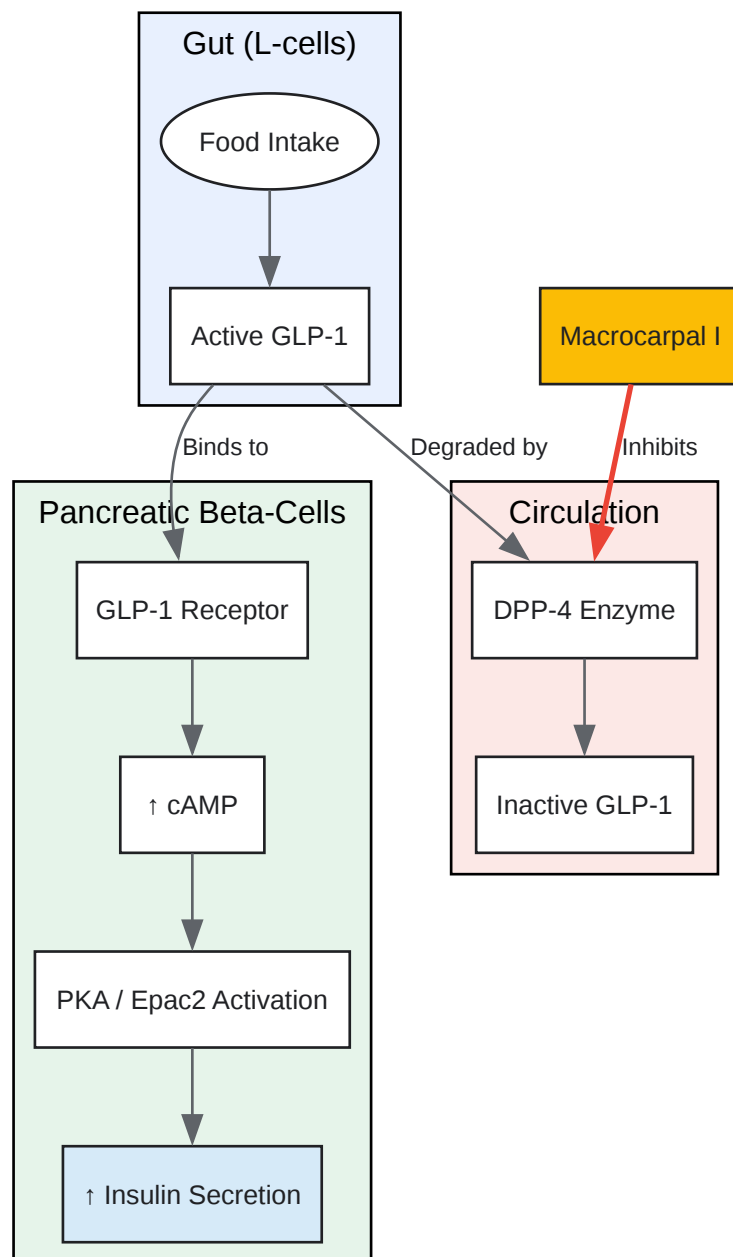 Gut (L-cells)
Food Intake
Active GLP-1
Macrocarpal I
Binds to
Degraded by
Inhibits
Pancreatic Beta-Cells
Circulation
GLP-1 Receptor
DPP-4 Enzyme
↑ cAMP
Inactive GLP-1
PKA / Epac2 Activation
↑ Insulin Secretion